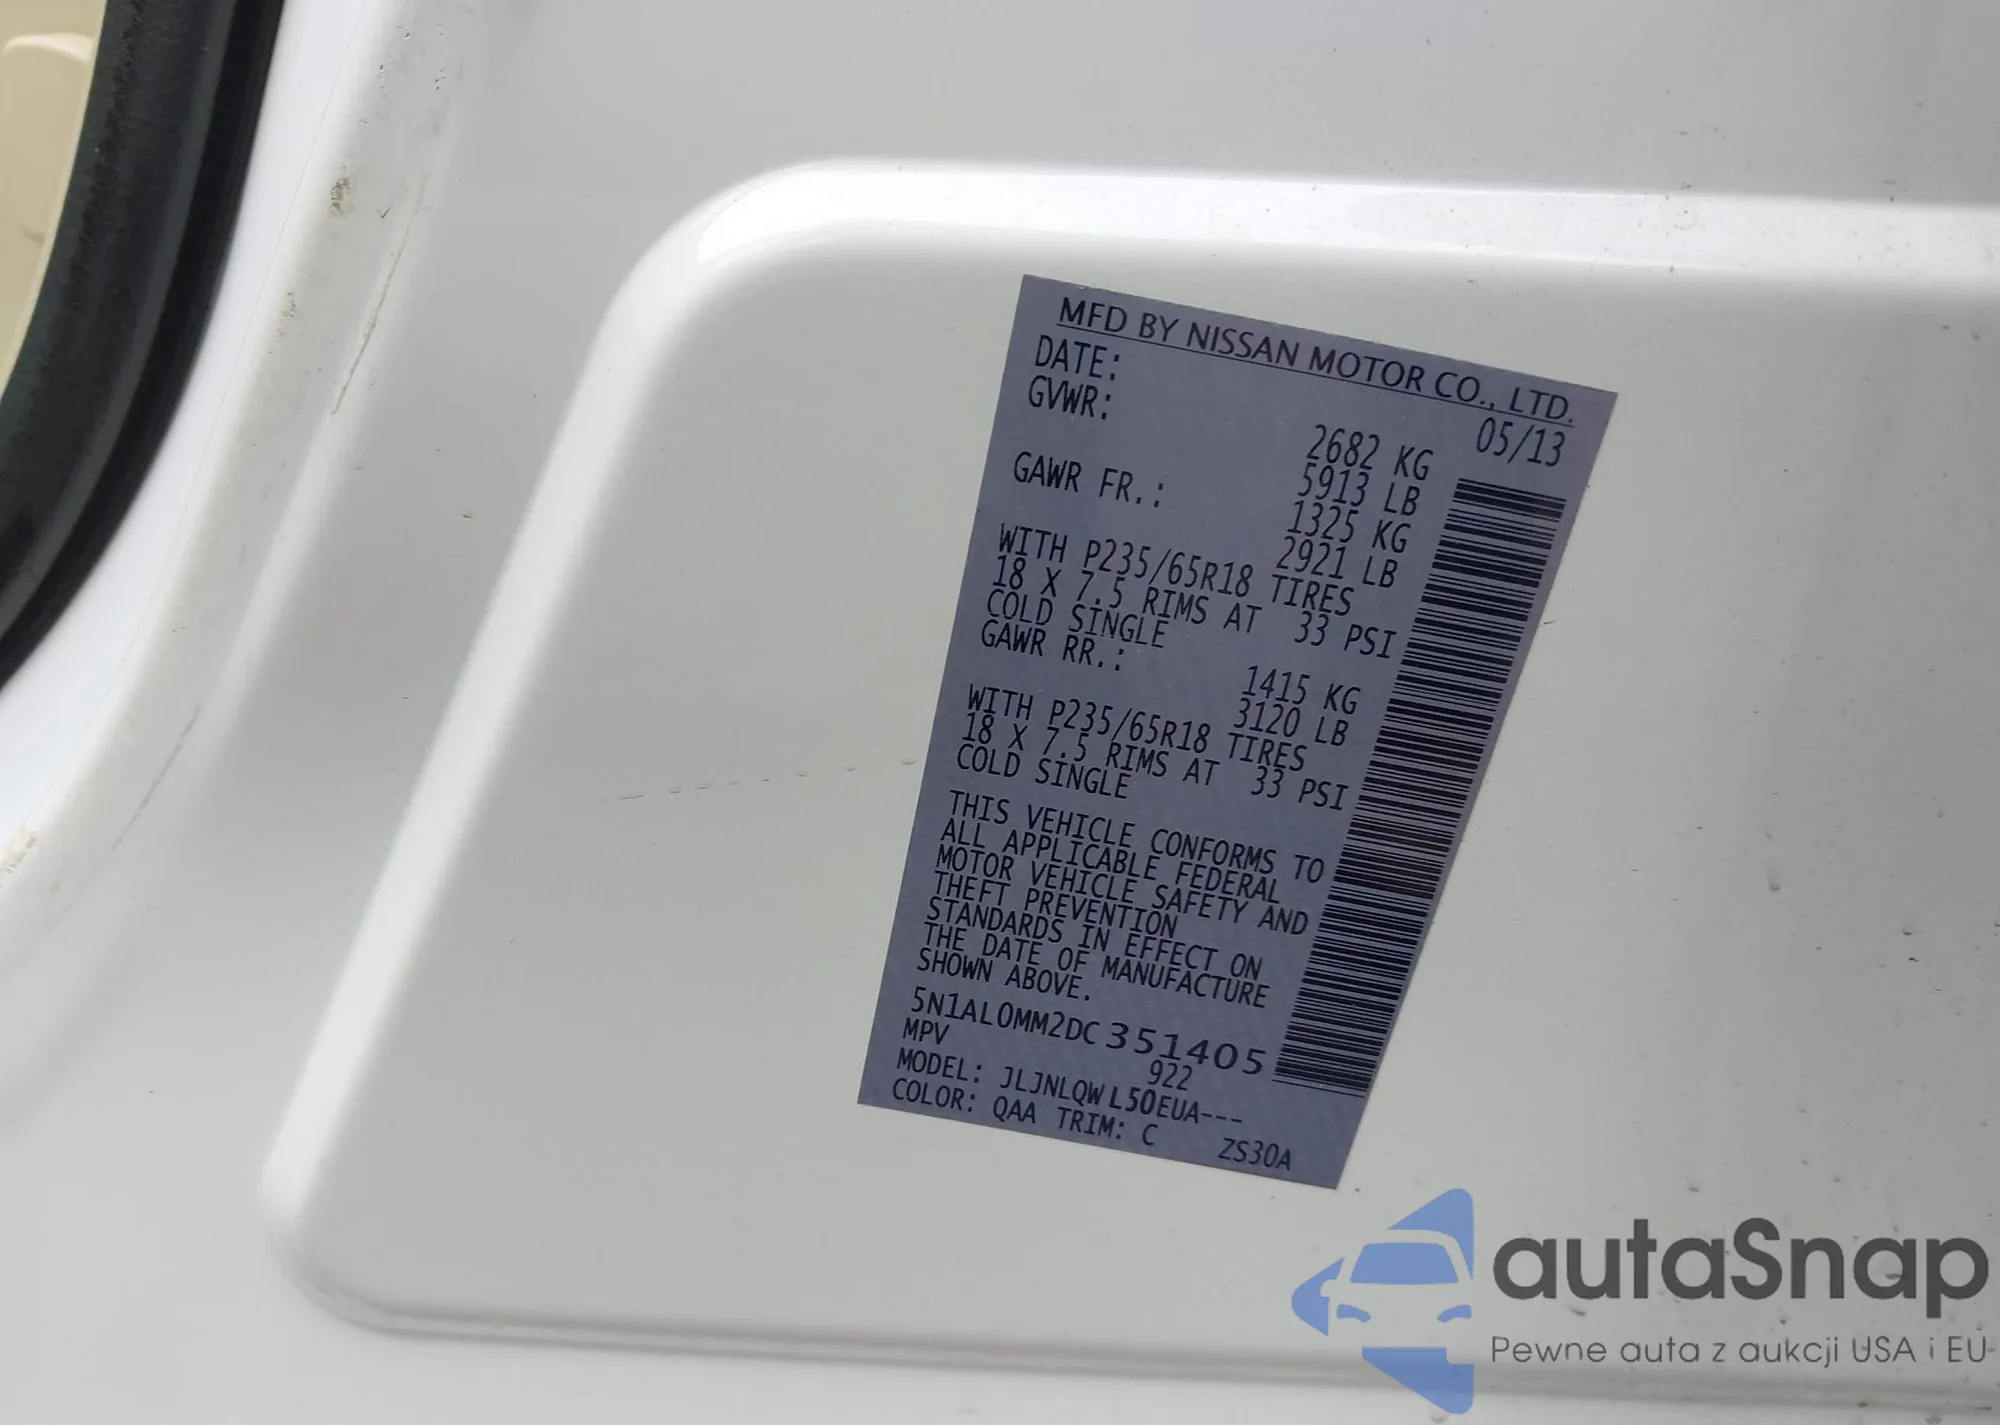 MFD BY NISSAN MOTOR CO., LTD.
DATE: 05/13
GVWR: 2682 KG
5913 LB
GAWR FR.: 1325 KG
2921 LB
WITH P235/65R18 TIRES
18 X 7.5 RIMS AT 33 PSI
COLD SINGLE
GAWR RR.: 1415 KG
3120 LB
WITH P235/65R18 TIRES
18 X 7.5 RIMS AT 33 PSI
COLD SINGLE
THIS VEHICLE CONFORMS TO
ALL APPLICABLE FEDERAL
MOTOR VEHICLE SAFETY AND
THEFT PREVENTION
STANDARDS IN EFFECT ON
THE DATE OF MANUFACTURE
SHOWN ABOVE.
5N1AL0MM2DC351405
MPV 922
MODEL: JLJNLQWL50EUA---
COLOR: QAA TRIM: C ZS30A
autaSnap
Pewne auta z aukcji USA i EU